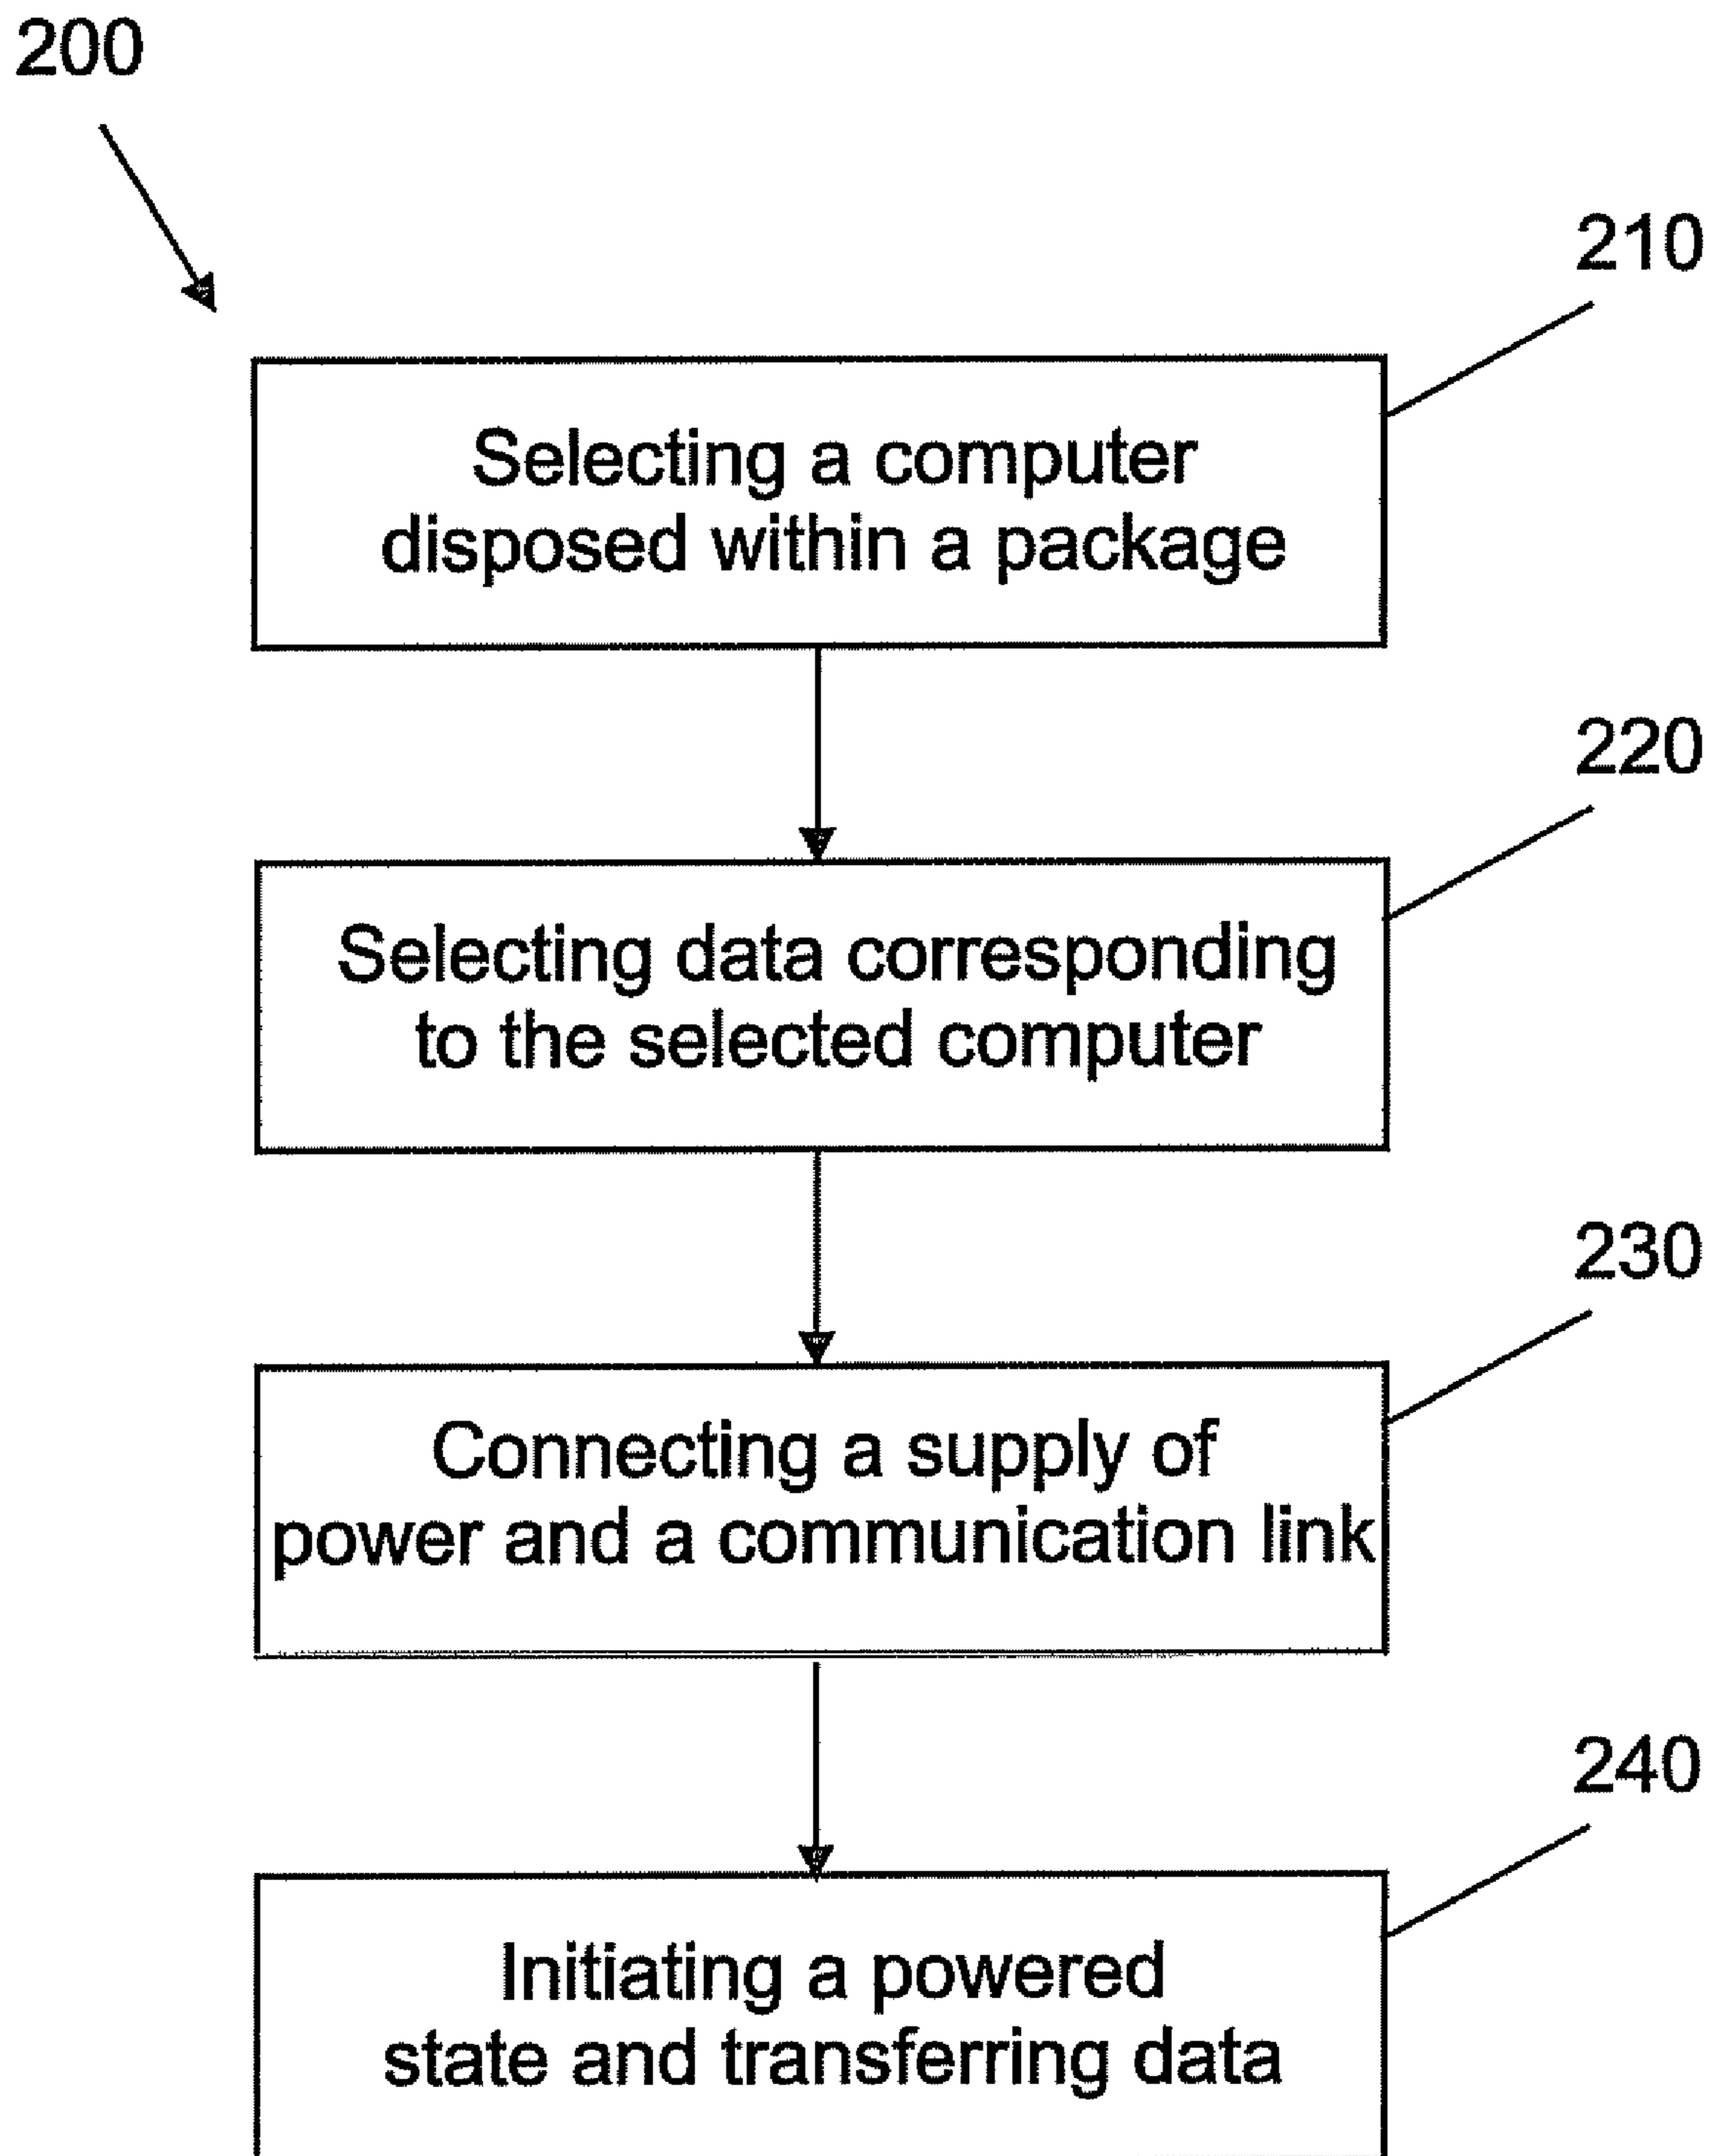 200
210
Selecting a computer
disposed within a package
220
Selecting data corresponding
to the selected computer
230
Connecting a supply of
power and a communication link
240
Initiating a powered
state and transferring data